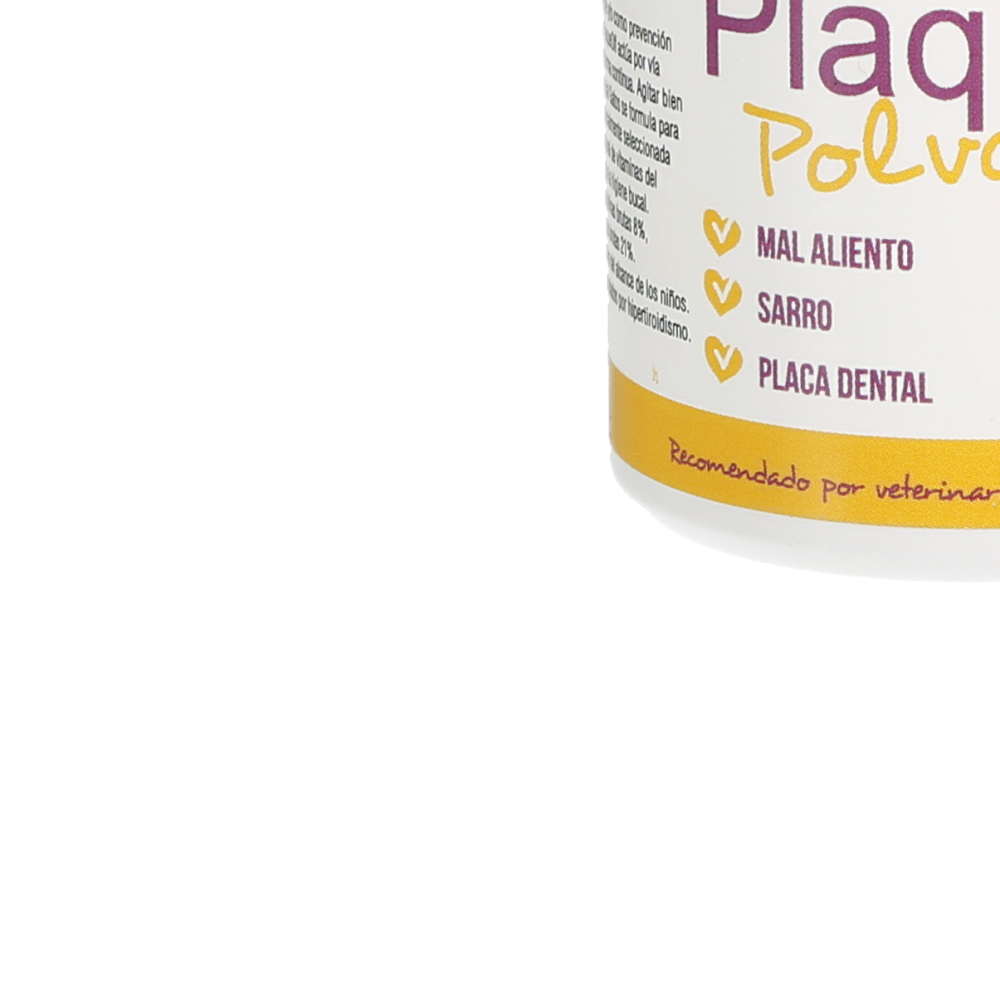 como prevención
actúa por vía
continua. Agitar bien
se formula para
seleccionada
de vitaminas del
higiene bucal.
brutas 8%,
21%.
alcance de los niños.
por hipertiroidismo.
Plaq
Polvo
MAL ALIENTO
SARRO
PLACA DENTAL
Recomendado por veterinar